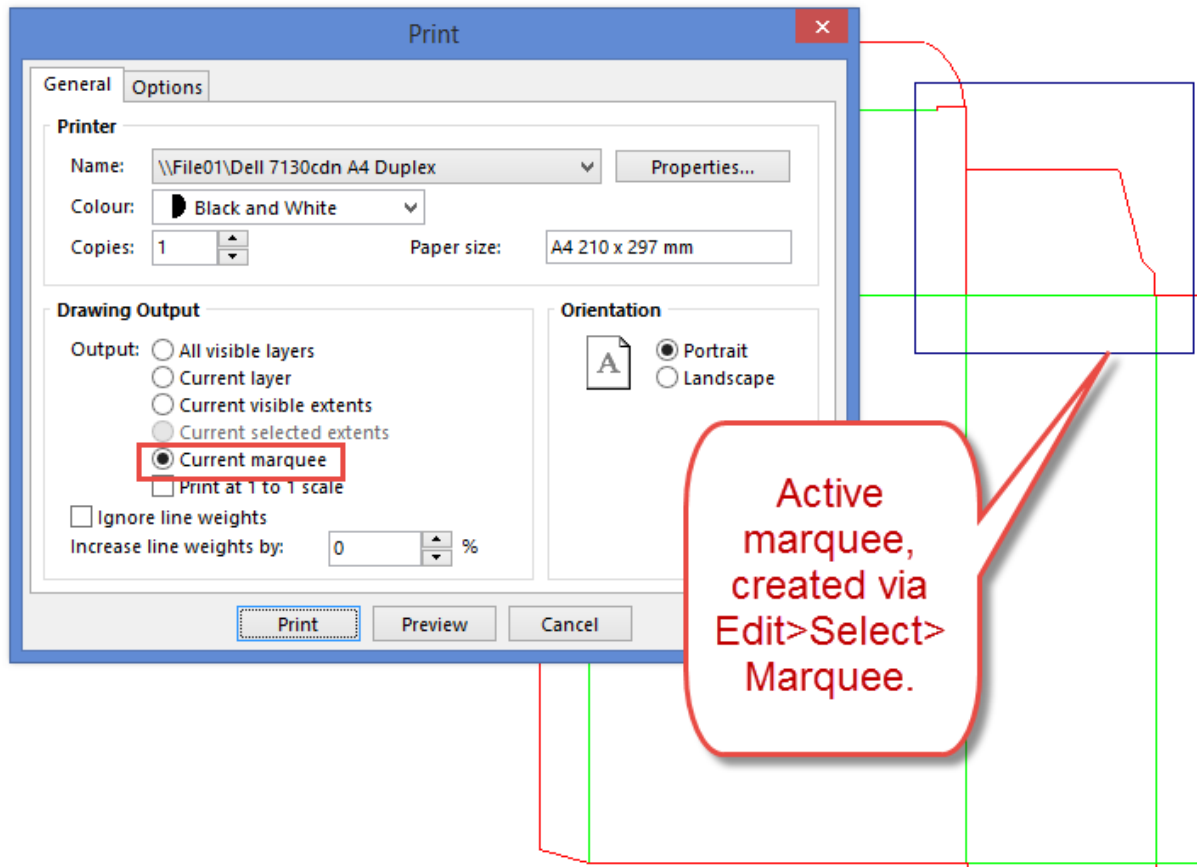 Print
General Options
Printer
Name: \\File01\Dell 7130cdn A4 Duplex Properties...
Colour: Black and White
Copies: 1 Paper size: A4 210 x 297 mm
Drawing Output
Output: All visible layers
Current layer
Current visible extents
Current selected extents
Current marquee
Print at 1 to 1 scale
Ignore line weights
Increase line weights by: 0 %
Orientation
A
Portrait
Landscape
Print Preview Cancel
Active
marquee,
created via
Edit>Select>
Marquee.